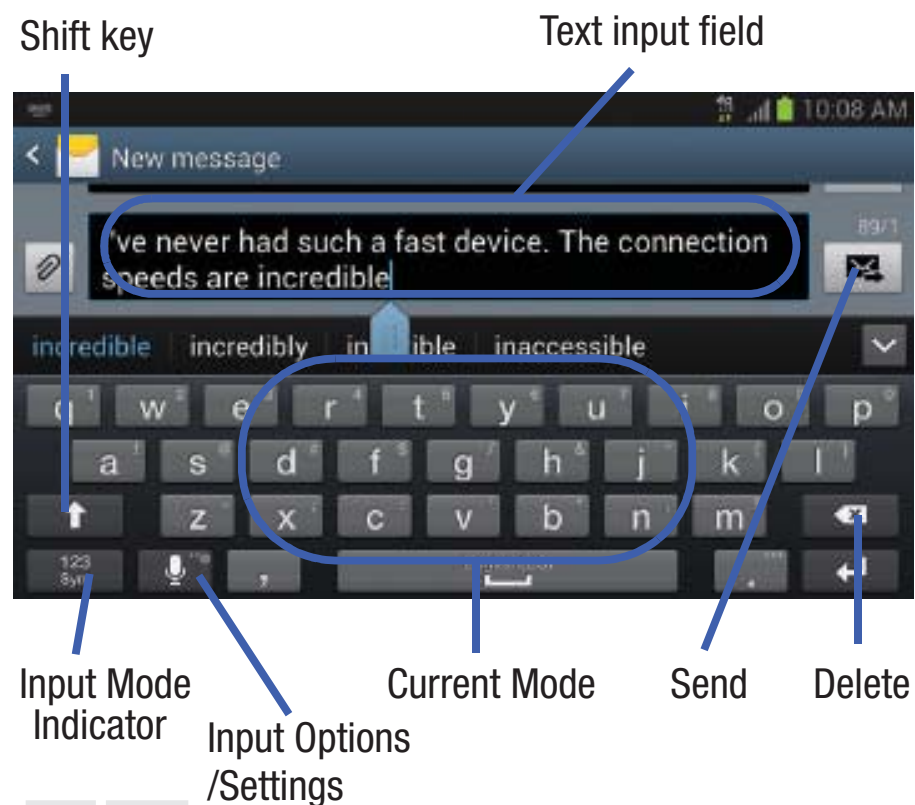 Shift key
Text input field
10:08 AM
New message
89/1
've never had such a fast device. The connection
speeds are incredible
incredible incredibly inaccessible
q w e r t y u i o p
a s d f g h j k l
z x c v b n m
123
Sym
,
.
Input Mode
Indicator
Current Mode
Send
Delete
Input Options
/Settings